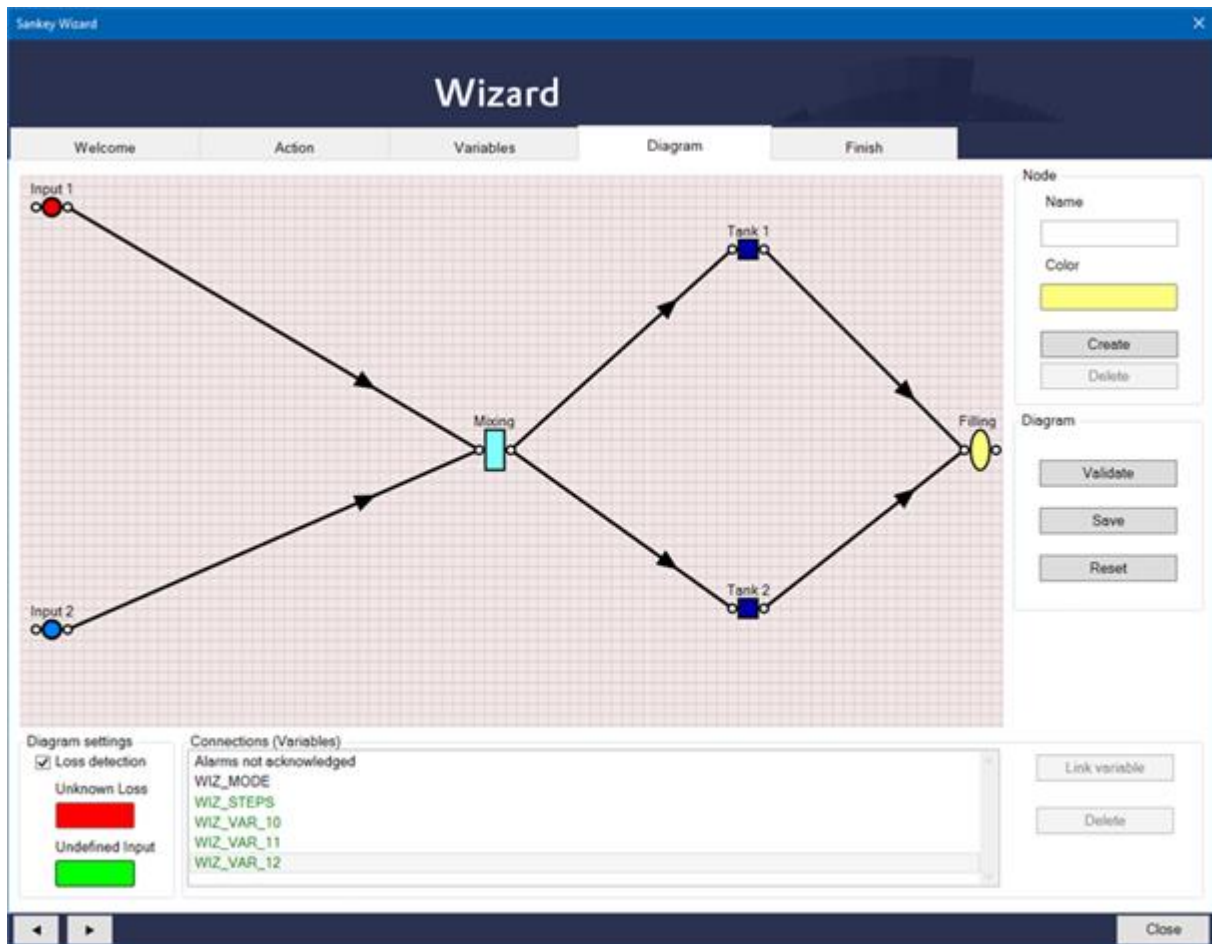 Sankey Wizard
Wizard
Welcome Action Variables Diagram Finish
Input 1
Tank 1
Mixing
Filling
Input 2
Tank 2
Node
Name
Color
Create
Delete
Diagram
Validate
Save
Reset
Diagram settings
Loss detection
Unknown Loss
Undefined Input
Connections (Variables)
Alarms not acknowledged
WIZ_MODE
WIZ_STEPS
WIZ_VAR_10
WIZ_VAR_11
WIZ_VAR_12
Link variable
Delete
Close